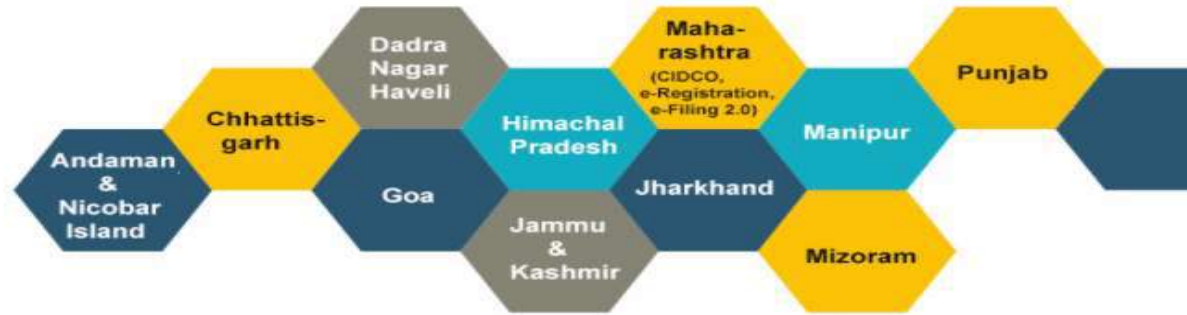 Andaman
&
Nicobar
Island
Chhattis-
garh
Dadra
Nagar
Haveli
Goa
Himachal
Pradesh
Jammu
&
Kashmir
Maha-
rashtra
(CIDCO,
e-Registration,
e-Filing 2.0)
Jharkhand
Manipur
Mizoram
Punjab